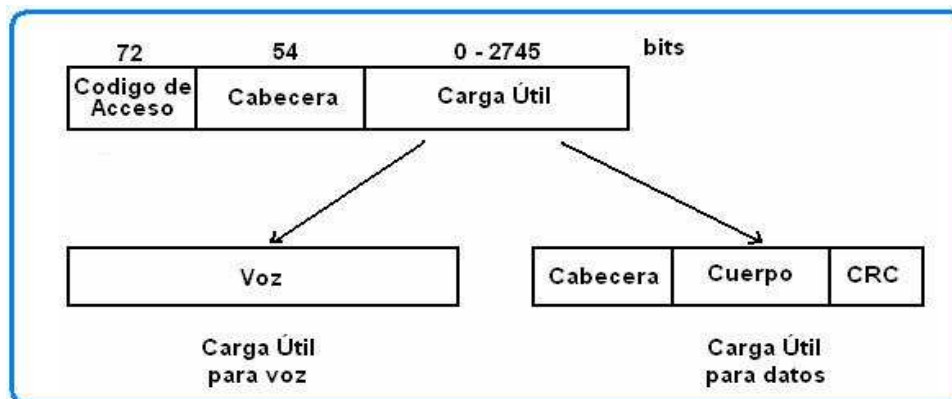 72 54 0 - 2745 bits
Codigo de Acceso Cabecera Carga Útil
Voz Cabecera Cuerpo CRC
Carga Útil para voz
Carga Útil para datos